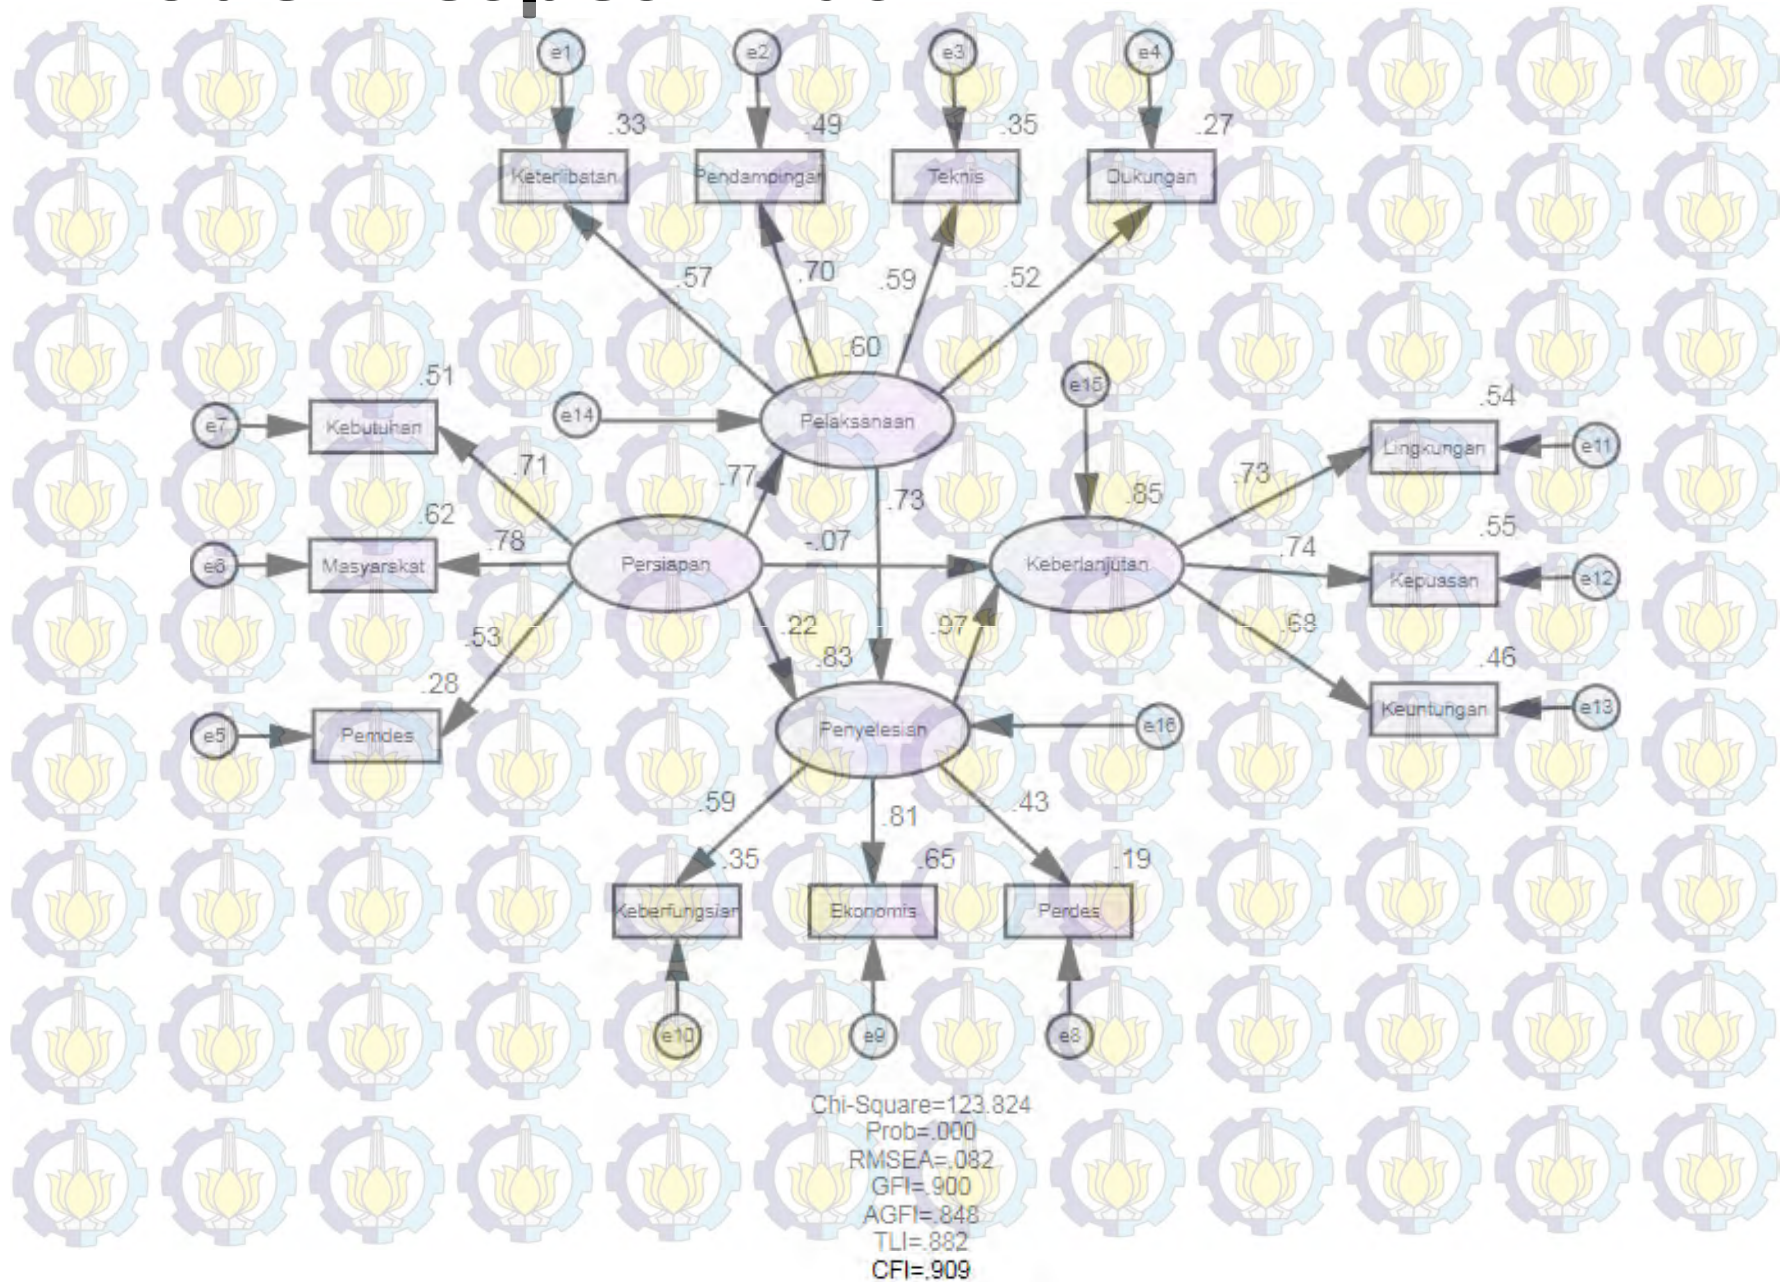 e1 e2 e3 e4
.33 .49 .35 .27
Keterlibatan Pendampingan Teknis Dukungan
.57 .70 .59 .52
.60
.51 e14 Pelaksanaan e15 .54
e7 Kebutuhan Lingkungan e11
.71 .77 .73 .85 .73
.62 .78 -.07 .74 .55
e6 Masyarakat Persiapan Keberlanjutan Kepuasan e12
.53 .22 .97 .68
.28 .83 .46
e5 Pemdes Penyelesian e16 Keuntungan e13
.59 .81 .43
.35 .65 .19
Keberfungsian Ekonomis Perdes
e10 e9 e8
Chi-Square=123.824
Prob=.000
RMSEA=.082
GFI=.900
AGFI=.848
TLI=.882
CFI=.909